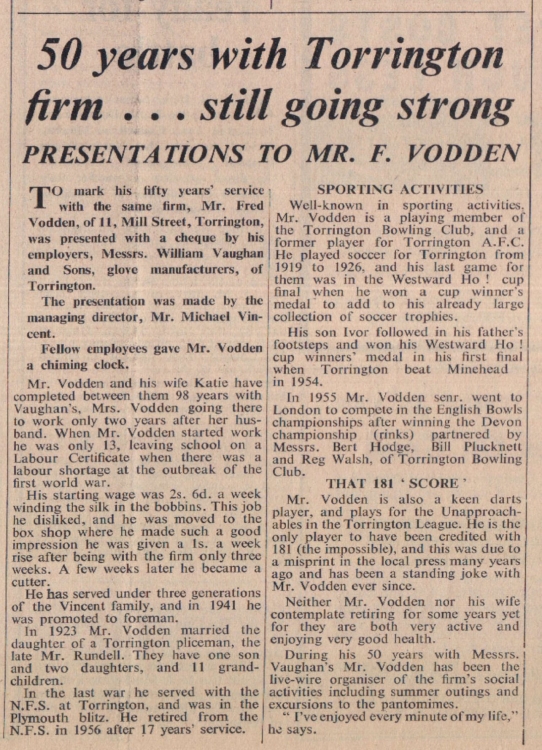 50 years with Torrington
firm . . . still going strong
PRESENTATIONS TO MR. F. VODDEN
TO mark his fifty years' service
with the same firm, Mr. Fred
Vodden, of 11, Mill Street, Torrington,
was presented with a cheque by his
employers, Messrs. William Vaughan
and Sons, glove manufacturers, of
Torrington.
The presentation was made by the
managing director, Mr. Michael Vin-
cent.
Fellow employees gave Mr. Vodden
a chiming clock.
Mr. Vodden and his wife Katie have
completed between them 98 years with
Vaughan's, Mrs. Vodden going there
to work only two years after her hus-
band. When Mr. Vodden started work
he was only 13, leaving school on a
Labour Certificate when there was a
labour shortage at the outbreak of the
first world war.
His starting wage was 2s. 6d. a week
winding the silk in the bobbins. This job
he disliked, and he was moved to the
box shop where he made such a good
impression he was given a 1s. a week
rise after being with the firm only three
weeks. A few weeks later he became a
cutter.
He has served under three generations
of the Vincent family, and in 1941 he
was promoted to foreman.
In 1923 Mr. Vodden married the
daughter of a Torrington pliceman, the
late Mr. Rundell. They have one son
and two daughters, and 11 grand-
children.
In the last war he served with the
N.F.S. at Torrington, and was in the
Plymouth blitz. He retired from the
N.F.S. in 1956 after 17 years' service.
SPORTING ACTIVITIES
Well-known in sporting activities,
Mr. Vodden is a playing member of
the Torrington Bowling Club, and a
former player for Torrington A.F.C.
He played soccer for Torrington from
1919 to 1926, and his last game for
them was in the Westward Ho ! cup
final when he won a cup winner's
medal to add to his already large
collection of soccer trophies.
His son Ivor followed in his father's
footsteps and won his Westward Ho !
cup winners' medal in his first final
when Torrington beat Minehead
in 1954.
In 1955 Mr. Vodden senr. went to
London to compete in the English Bowls
championships after winning the Devon
championship (rinks) partnered by
Messrs. Bert Hodge, Bill Plucknett
and Reg Walsh, of Torrington Bowling
Club.
THAT 181 ' SCORE '
Mr. Vodden is also a keen darts
player, and plays for the Unapproach-
ables in the Torrington League. He is the
only player to have been credited with
181 (the impossible), and this was due to
a misprint in the local press many years
ago and has been a standing joke with
Mr. Vodden ever since.
Neither Mr. Vodden nor his wife
contemplate retiring for some years yet
for they are both very active and
enjoying very good health.
During his 50 years with Messrs.
Vaughan's Mr. Vodden has been the
live-wire organiser of the firm's social
activities including summer outings and
excursions to the pantomimes.
" I've enjoyed every minute of my life,"
he says.